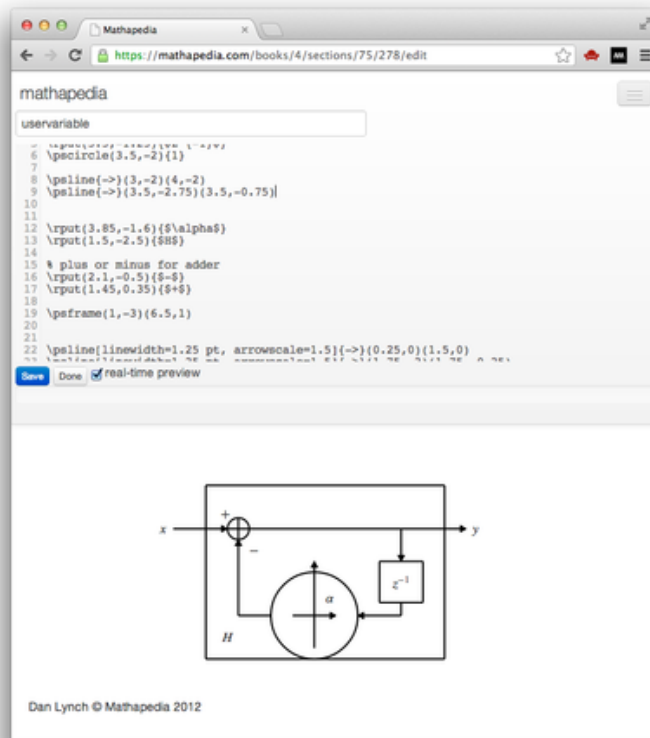 Mathapedia
https://mathapedia.com/books/4/sections/75/278/edit
mathapedia
uservariable
6 \pscircle(3.5,-2){1}
7
8 \psline{->}(3,-2)(4,-2)
9 \psline{->}(3.5,-2.75)(3.5,-0.75)
10
11
12 \rput(3.85,-1.6){$\alpha$}
13 \rput(1.5,-2.5){$H$}
14
15 % plus or minus for adder
16 \rput(2.1,-0.5){$-$}
17 \rput(1.45,0.35){$+$}
18
19 \psframe(1,-3)(6.5,1)
20
21
22 \psline[linewidth=1.25 pt, arrowscale=1.5]{->}(0.25,0)(1.5,0)
Save Done real-time preview
+
x y
−
z⁻¹
α
H
Dan Lynch © Mathapedia 2012